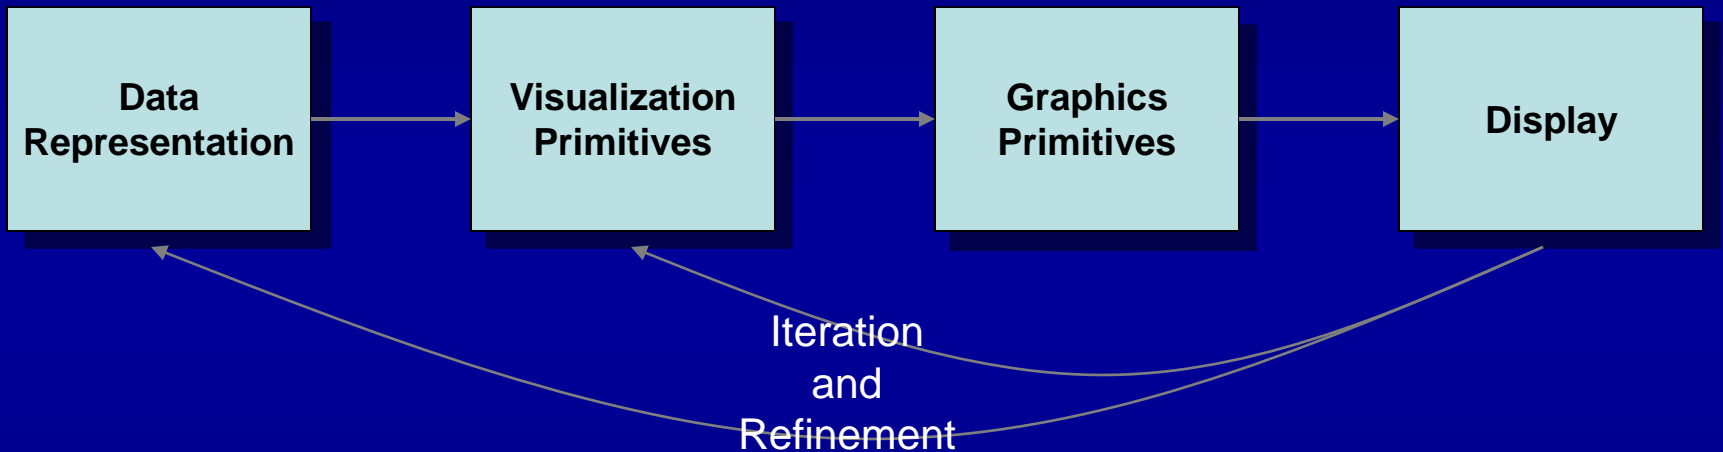 Data
Representation
Visualization
Primitives
Graphics
Primitives
Display
Iteration
and
Refinement